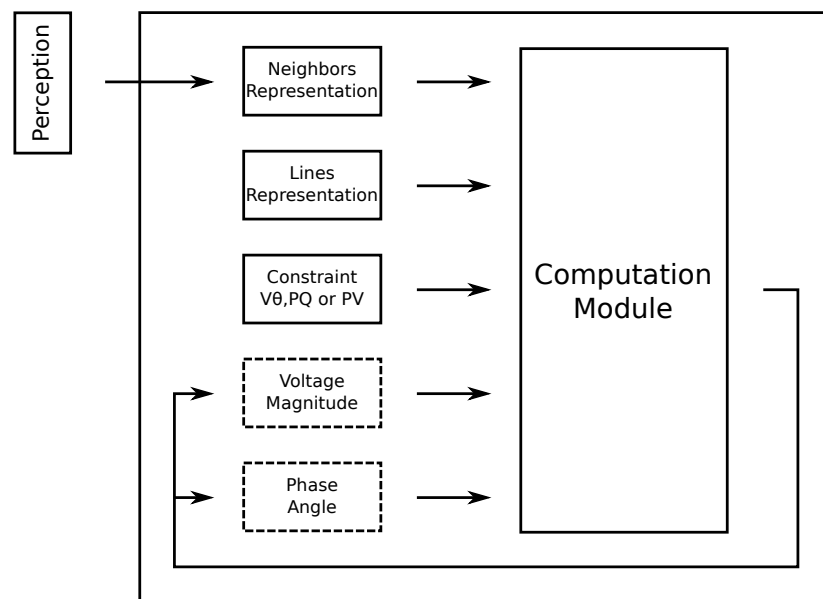 Perception
Neighbors
Representation
Lines
Representation
Constraint
Vθ,PQ or PV
Voltage
Magnitude
Phase
Angle
Computation
Module